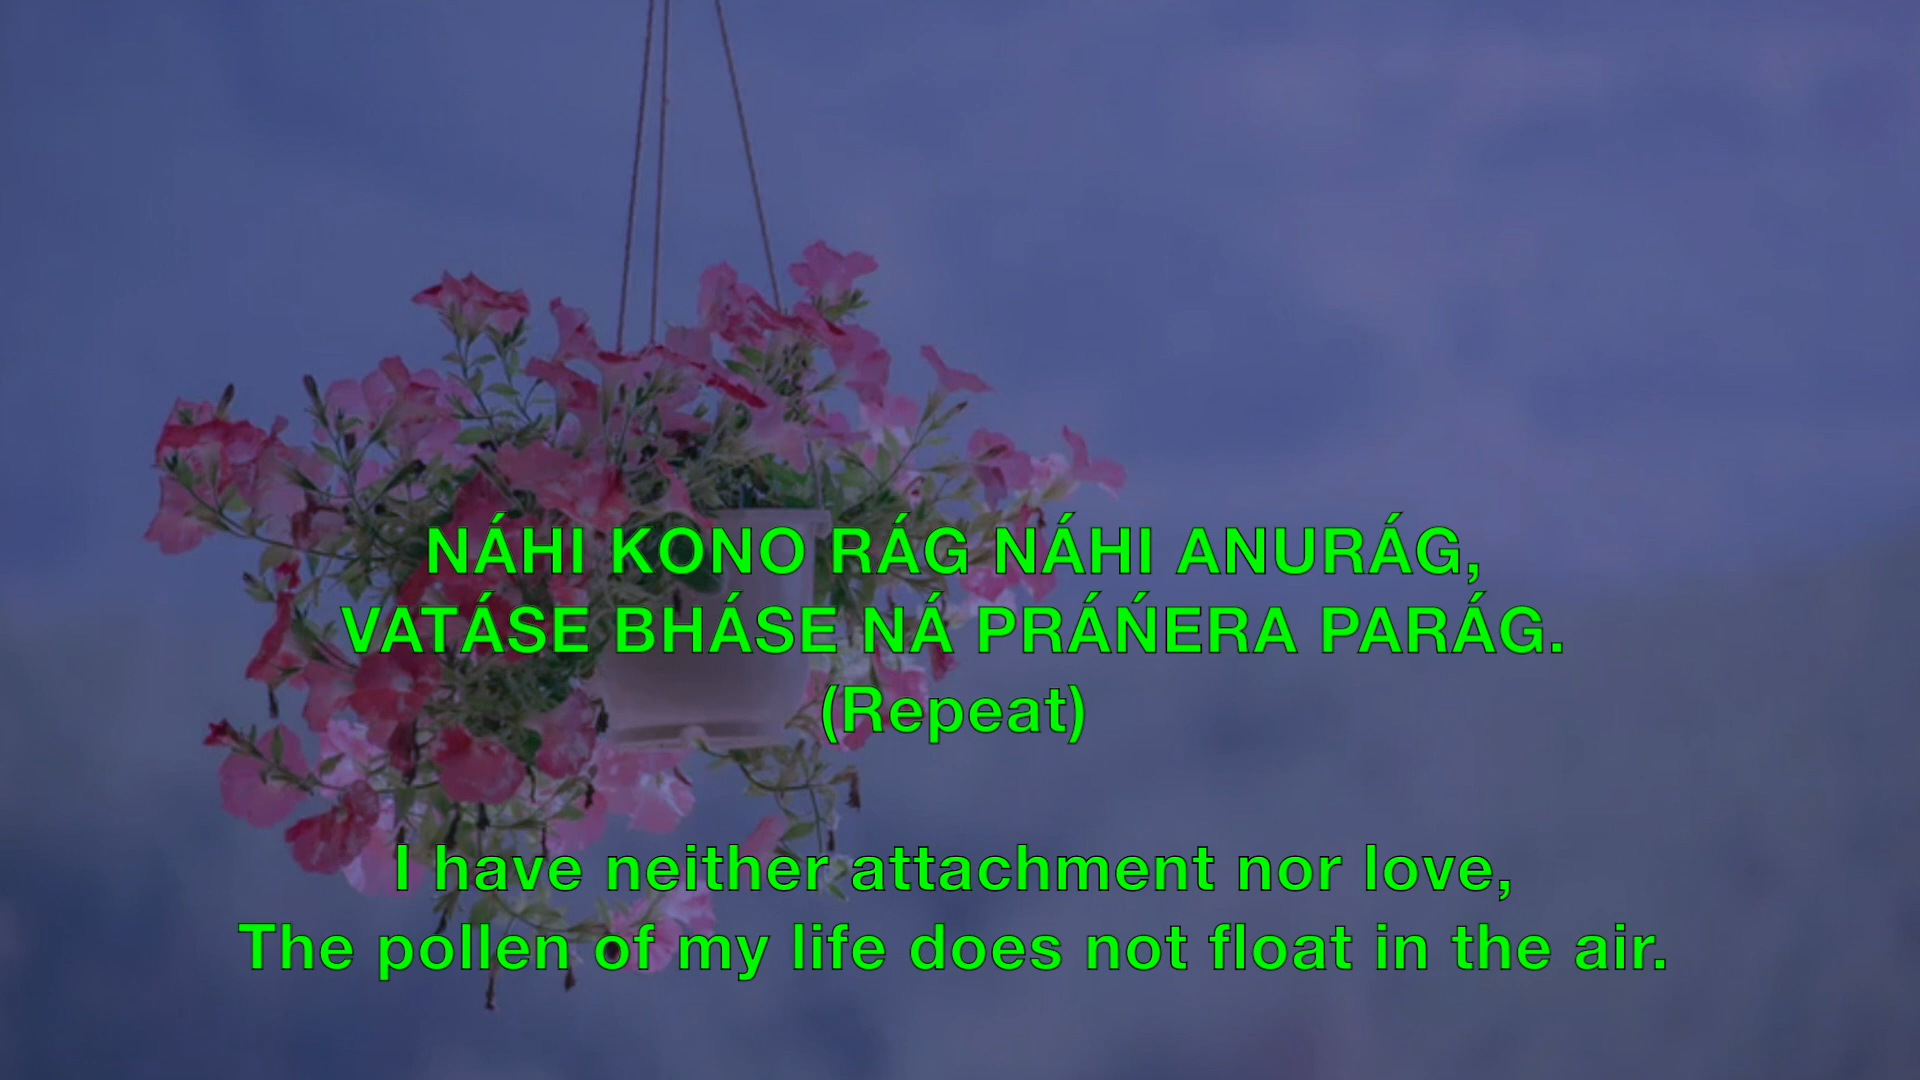 NÁHI KONO RÁG NÁHI ANURÁG,
VATÁSE BHÁSE NÁ PRÁŃERA PARÁG.
(Repeat)
I have neither attachment nor love,
The pollen of my life does not float in the air.